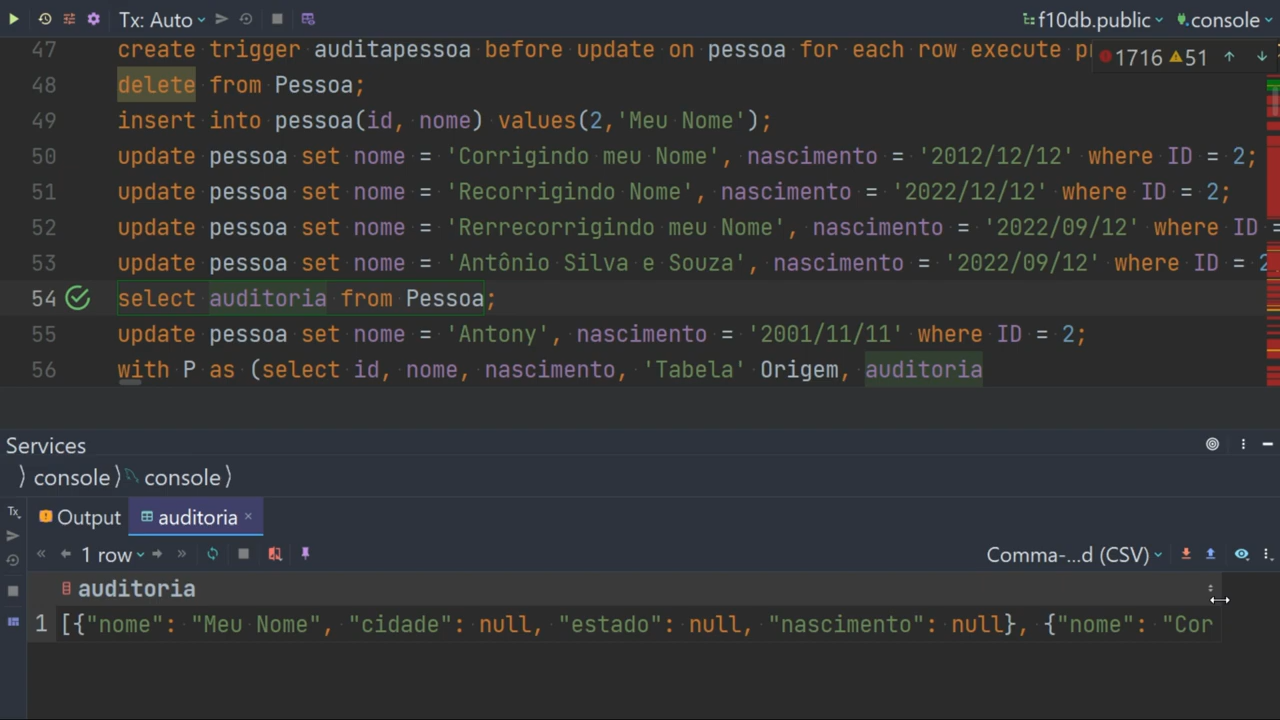 Tx: Auto f10db.public console
47 create trigger auditapessoa before update on pessoa for each row execute
1716 51
48 delete from Pessoa;
49 insert into pessoa(id, nome) values(2,'Meu Nome');
50 update pessoa set nome = 'Corrigindo meu Nome', nascimento = '2012/12/12' where ID = 2;
51 update pessoa set nome = 'Recorrigindo Nome', nascimento = '2022/12/12' where ID = 2;
52 update pessoa set nome = 'Rerrecorrigindo meu Nome', nascimento = '2022/09/12' where ID =
53 update pessoa set nome = 'Antônio Silva e Souza', nascimento = '2022/09/12' where ID = 2
54 select auditoria from Pessoa;
55 update pessoa set nome = 'Antony', nascimento = '2001/11/11' where ID = 2;
56 with P as (select id, nome, nascimento, 'Tabela' Origem, auditoria
Services
console console
Tx Output auditoria
1 row Comma-...d (CSV)
auditoria
1 [{"nome": "Meu Nome", "cidade": null, "estado": null, "nascimento": null}, {"nome": "Cor